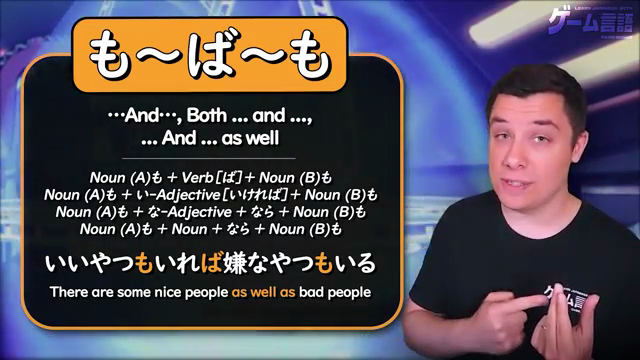 も〜ば〜も
ゲーム言語
…And…, Both ... and ...,
... And ... as well
Noun (A)も + Verb[ば] + Noun (B)も
Noun (A)も + い-Adjective[いければ] + Noun (B)も
Noun (A)も + な-Adjective + なら + Noun (B)も
Noun (A)も + Noun + なら + Noun (B)も
いいやつもいれば嫌なやつもいる
There are some nice people as well as bad people